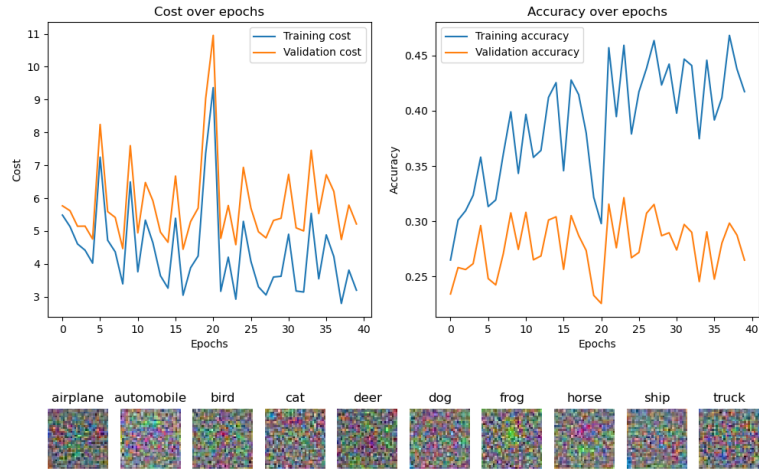 Cost over epochs
Training cost
Validation cost
11
10
9
8
7
6
5
4
3
Cost
0 5 10 15 20 25 30 35 40
Epochs
Accuracy over epochs
Training accuracy
Validation accuracy
0.45
0.40
0.35
0.30
0.25
Accuracy
0 5 10 15 20 25 30 35 40
Epochs
airplane automobile bird cat deer dog frog horse ship truck